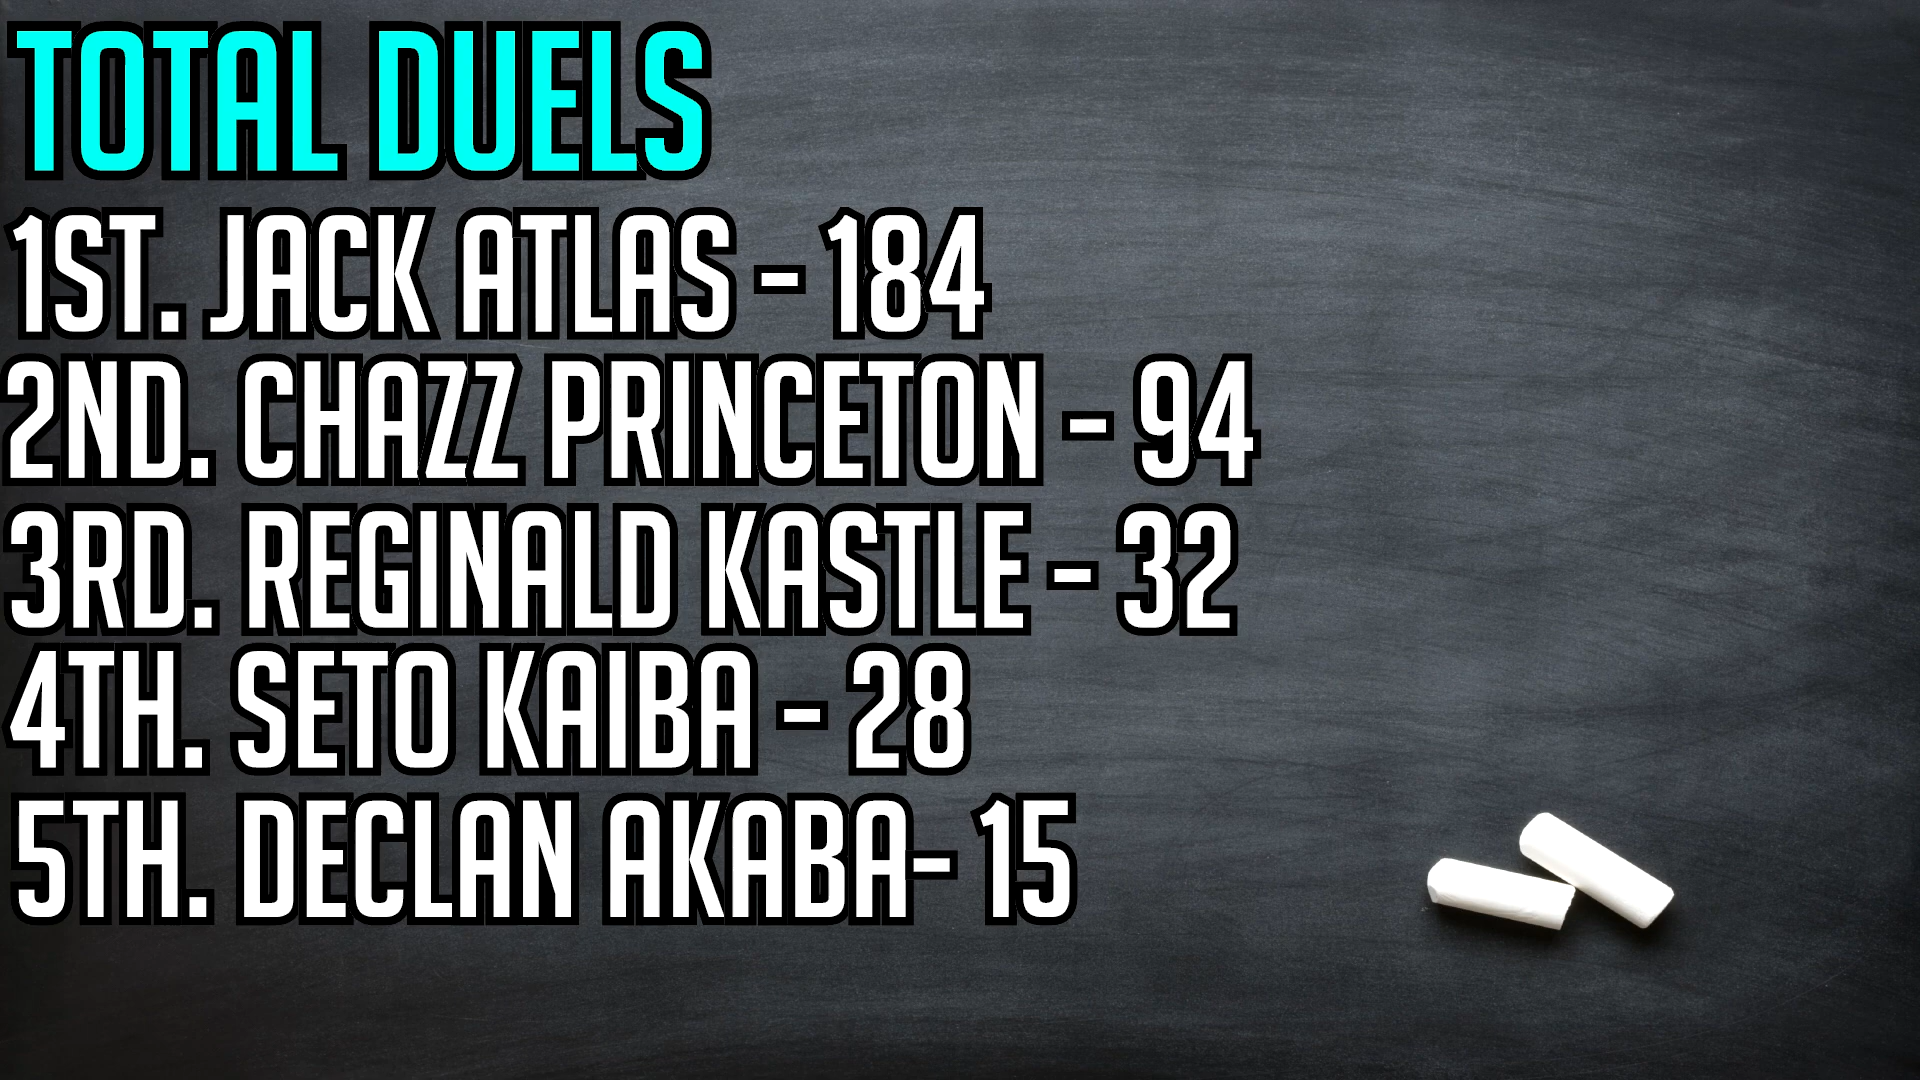 TOTAL DUELS
1ST. JACK ATLAS - 184
2ND. CHAZZ PRINCETON - 94
3RD. REGINALD KASTLE - 32
4TH. SETO KAIBA - 28
5TH. DECLAN AKABA- 15